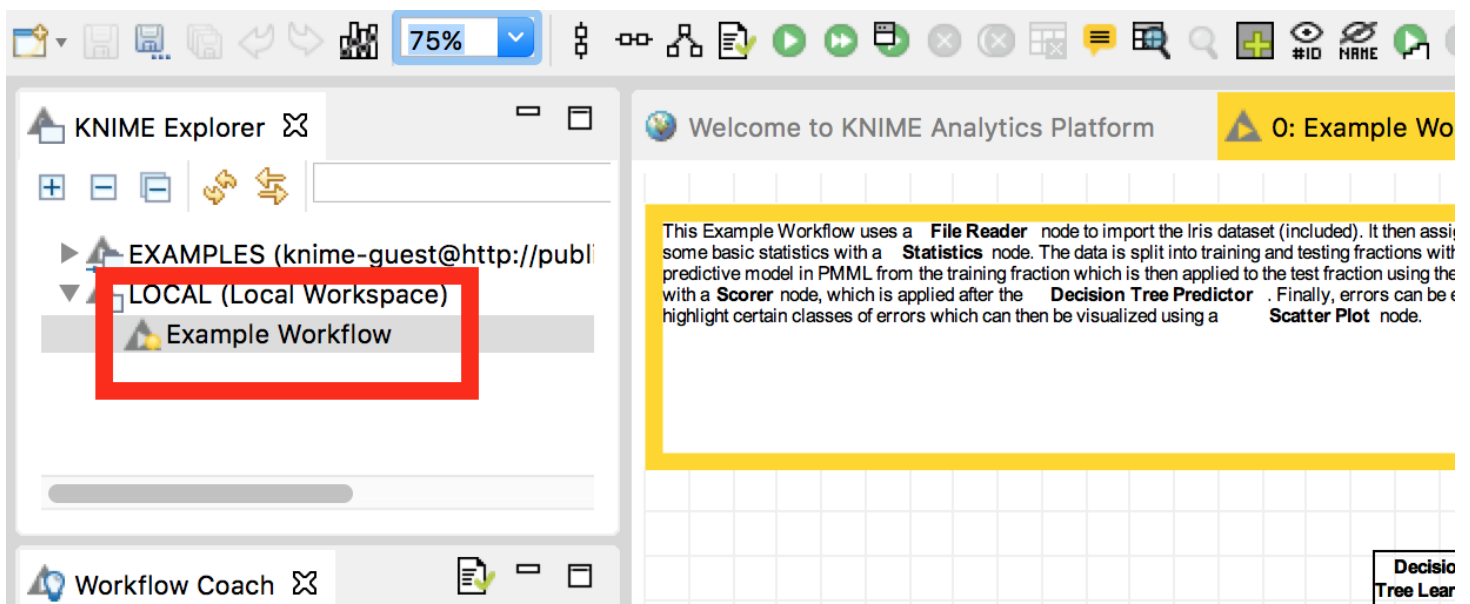 75%
#ID
NAME
KNIME Explorer
Welcome to KNIME Analytics Platform
0: Example Wo
EXAMPLES (knime-guest@http://publi
LOCAL (Local Workspace)
Example Workflow
This Example Workflow uses a File Reader node to import the Iris dataset (included). It then assig
some basic statistics with a Statistics node. The data is split into training and testing fractions with
predictive model in PMML from the training fraction which is then applied to the test fraction using the
with a Scorer node, which is applied after the Decision Tree Predictor . Finally, errors can be e
highlight certain classes of errors which can then be visualized using a Scatter Plot node.
Workflow Coach
Decisio
Tree Lear